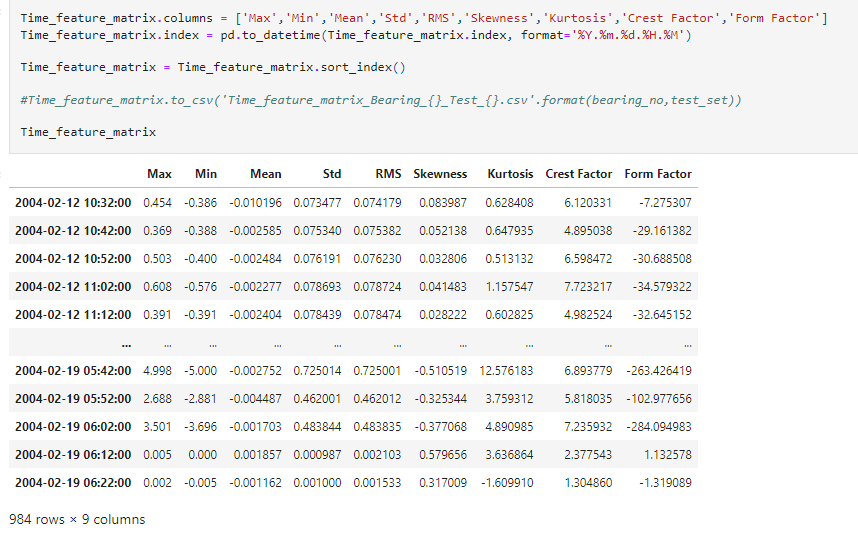 Time_feature_matrix.columns = ['Max','Min','Mean','Std','RMS','Skewness','Kurtosis','Crest Factor','Form Factor']
Time_feature_matrix.index = pd.to_datetime(Time_feature_matrix.index, format='%Y.%m.%d.%H.%M')
Time_feature_matrix = Time_feature_matrix.sort_index()
#Time_feature_matrix.to_csv('Time_feature_matrix_Bearing_{}_Test_{}.csv'.format(bearing_no,test_set))
Time_feature_matrix
Max Min Mean Std RMS Skewness Kurtosis Crest Factor Form Factor
2004-02-12 10:32:00 0.454 -0.386 -0.010196 0.073477 0.074179 0.083987 0.628408 6.120331 -7.275307
2004-02-12 10:42:00 0.369 -0.388 -0.002585 0.075340 0.075382 0.052138 0.647935 4.895038 -29.161382
2004-02-12 10:52:00 0.503 -0.400 -0.002484 0.076191 0.076230 0.032806 0.513132 6.598472 -30.688508
2004-02-12 11:02:00 0.608 -0.576 -0.002277 0.078693 0.078724 0.041483 1.157547 7.723217 -34.579322
2004-02-12 11:12:00 0.391 -0.391 -0.002404 0.078439 0.078474 0.028222 0.602825 4.982524 -32.645152
... ... ... ... ... ... ... ... ... ...
2004-02-19 05:42:00 4.998 -5.000 -0.002752 0.725014 0.725001 -0.510519 12.576183 6.893779 -263.426419
2004-02-19 05:52:00 2.688 -2.881 -0.004487 0.462001 0.462012 -0.325344 3.759312 5.818035 -102.977656
2004-02-19 06:02:00 3.501 -3.696 -0.001703 0.483844 0.483835 -0.377068 4.890985 7.235932 -284.094983
2004-02-19 06:12:00 0.005 0.000 0.001857 0.000987 0.002103 0.579656 3.636864 2.377543 1.132578
2004-02-19 06:22:00 0.002 -0.005 -0.001162 0.001000 0.001533 0.317009 -1.609910 1.304860 -1.319089
984 rows × 9 columns